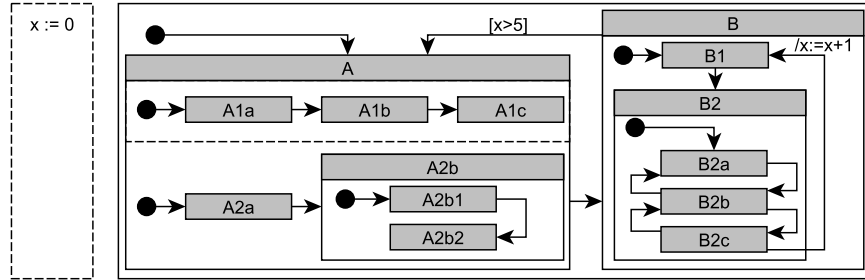 x := 0
[x>5]
B
B1
/x:=x+1
A
A1a
A1b
A1c
B2
A2b
B2a
A2a
A2b1
B2b
A2b2
B2c